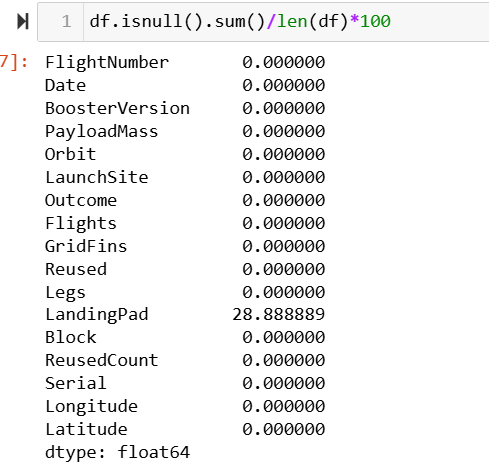 1 df.isnull().sum()/len(df)*100
7]: FlightNumber 0.000000
Date 0.000000
BoosterVersion 0.000000
PayloadMass 0.000000
Orbit 0.000000
LaunchSite 0.000000
Outcome 0.000000
Flights 0.000000
GridFins 0.000000
Reused 0.000000
Legs 0.000000
LandingPad 28.888889
Block 0.000000
ReusedCount 0.000000
Serial 0.000000
Longitude 0.000000
Latitude 0.000000
dtype: float64